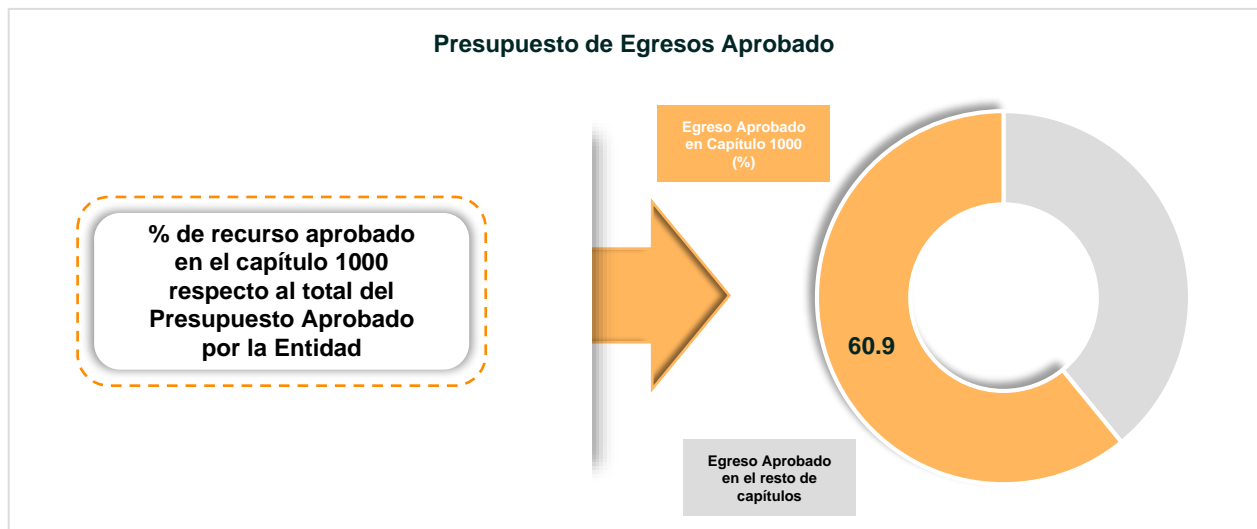 Presupuesto de Egresos Aprobado
% de recurso aprobado
en el capítulo 1000
respecto al total del
Presupuesto Aprobado
por la Entidad
Egreso Aprobado
en Capítulo 1000
(%)
60.9
Egreso Aprobado
en el resto de
capítulos